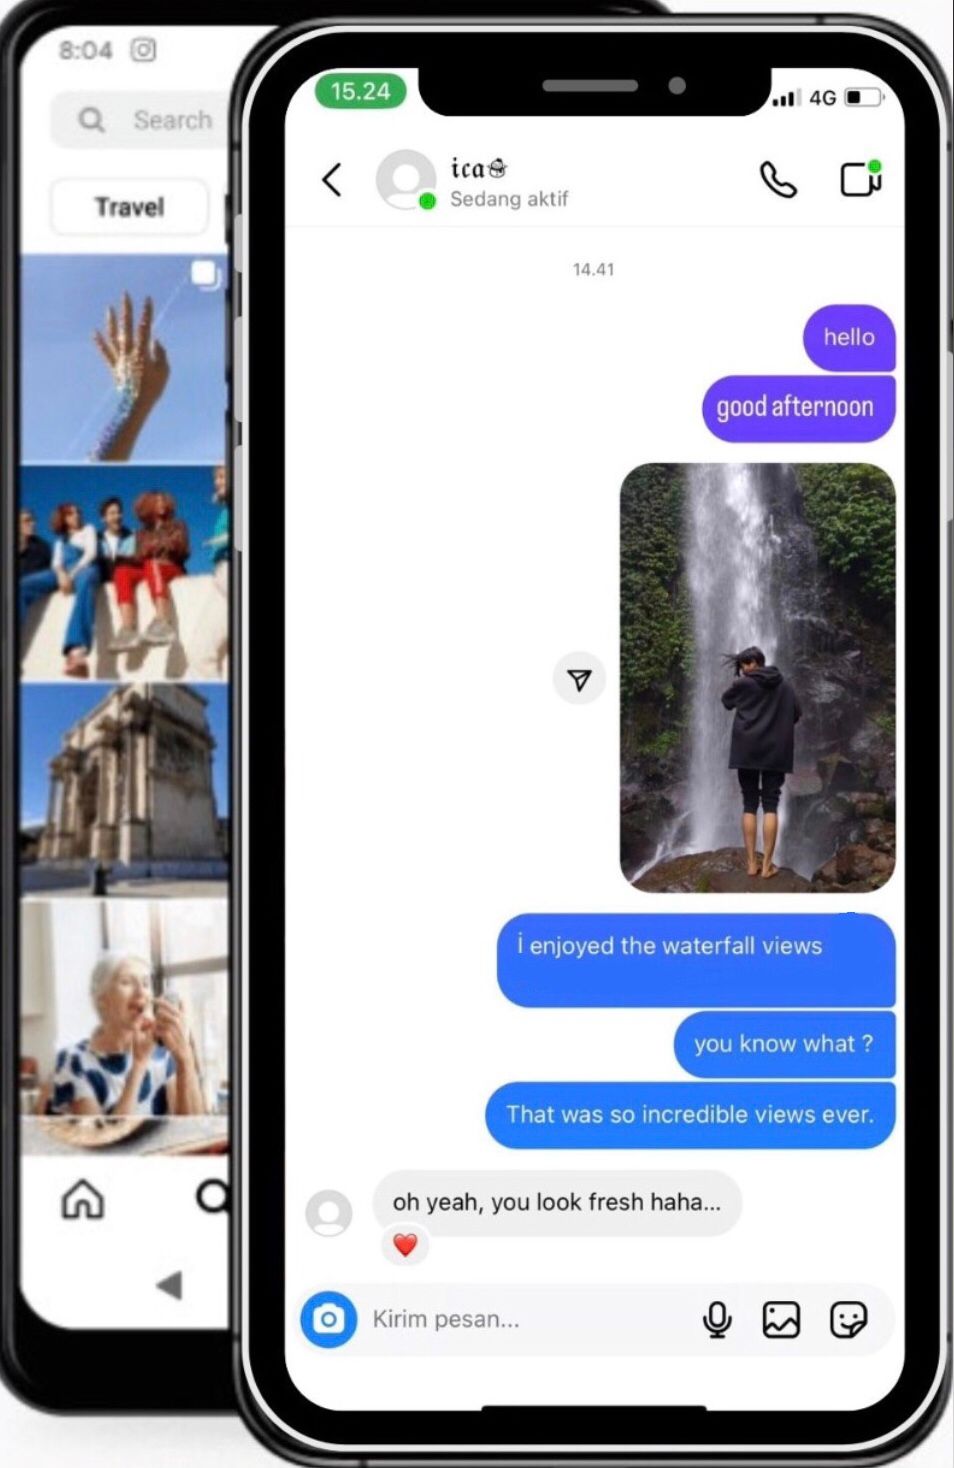 8:04
Search
Travel
15.24
4G
𝖎𝖈𝖆
Sedang aktif
14.41
hello
good afternoon
i enjoyed the waterfall views
you know what ?
That was so incredible views ever.
oh yeah, you look fresh haha...
Kirim pesan...